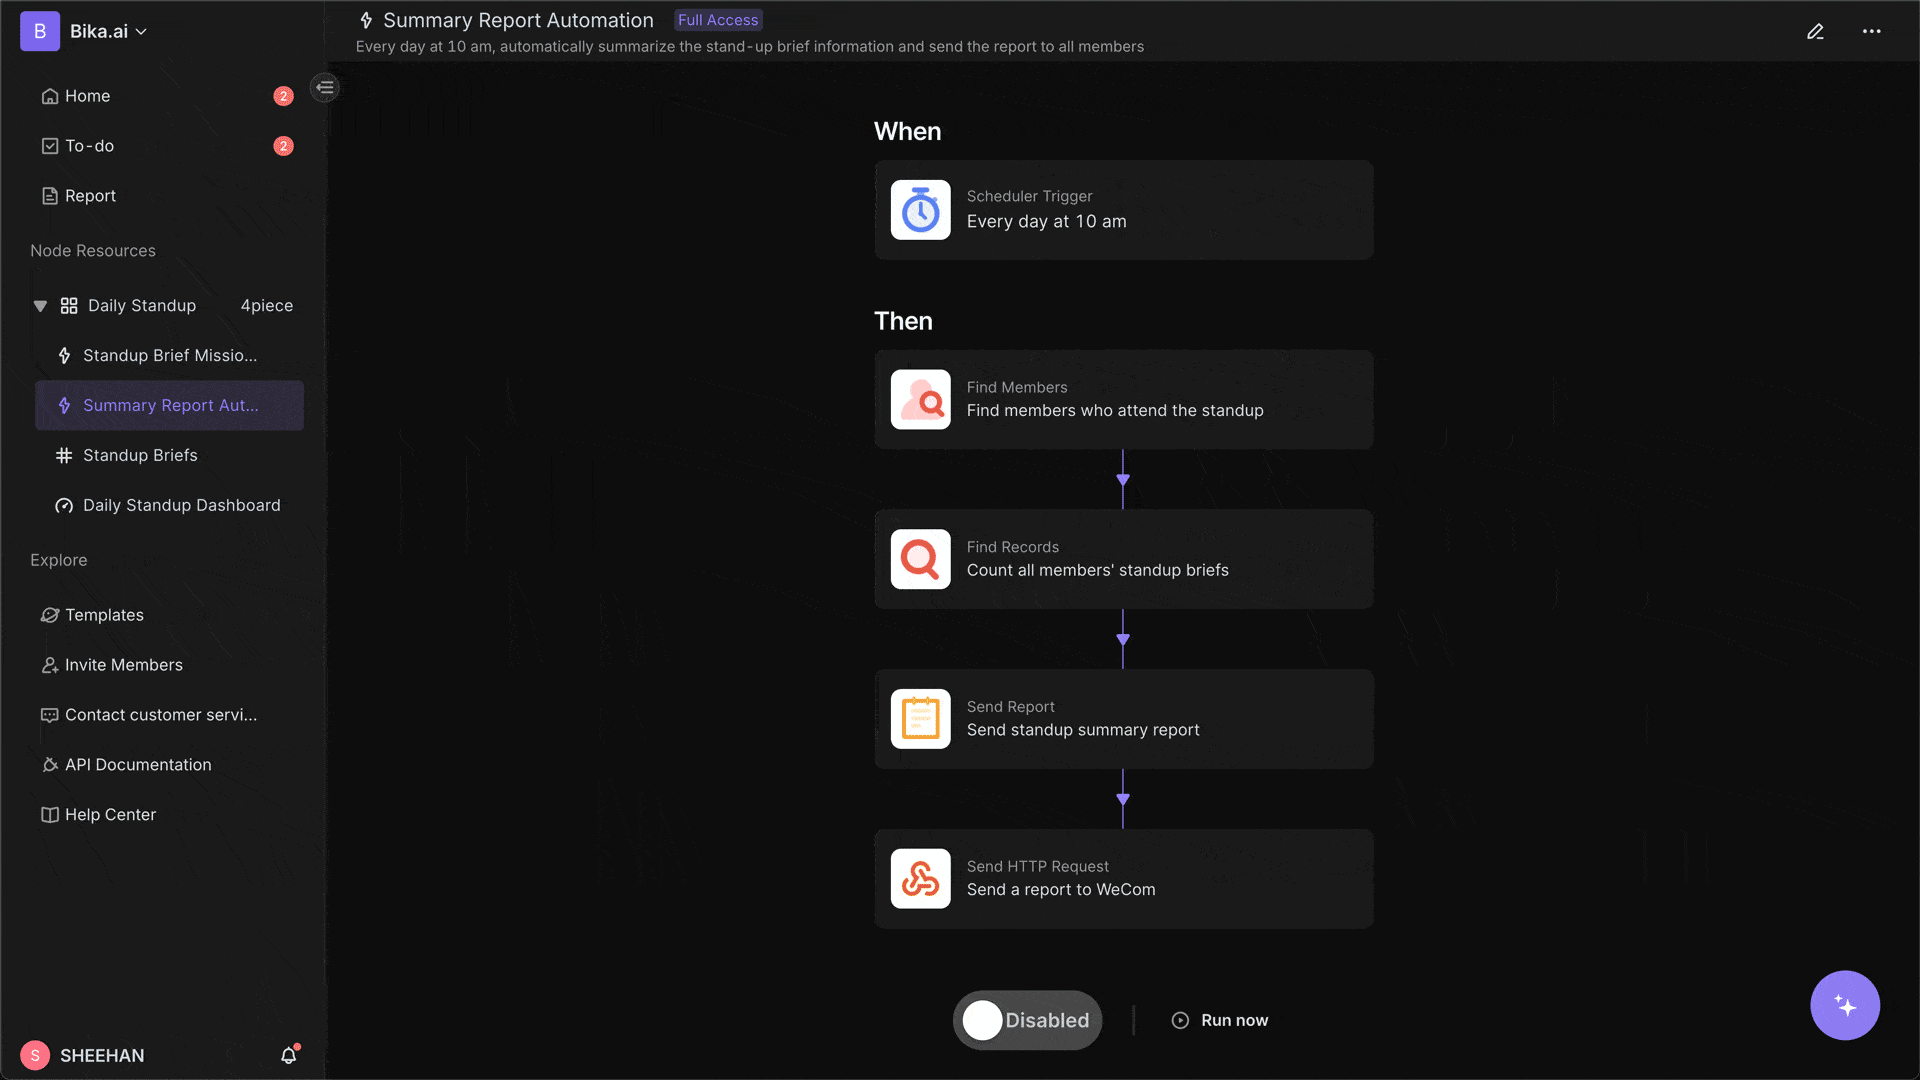 B
Bika.ai
Home
2
To-do
2
Report
Node Resources
Daily Standup
4piece
Standup Brief Missio...
Summary Report Aut...
Standup Briefs
Daily Standup Dashboard
Explore
Templates
Invite Members
Contact customer servi...
API Documentation
Help Center
S
SHEEHAN
Summary Report Automation
Full Access
Every day at 10 am, automatically summarize the stand-up brief information and send the report to all members
When
Scheduler Trigger
Every day at 10 am
Then
Find Members
Find members who attend the standup
Find Records
Count all members' standup briefs
Send Report
Send standup summary report
Send HTTP Request
Send a report to WeCom
Disabled
Run now